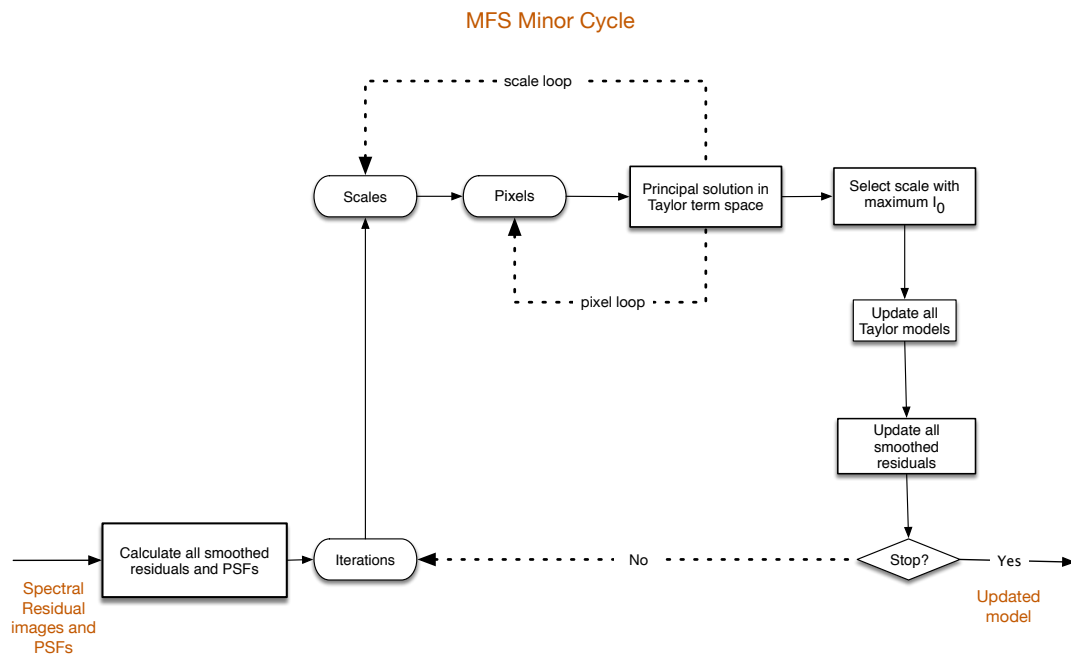 MFS Minor Cycle
scale loop
Scales
Pixels
Principal solution in
Taylor term space
Select scale with
maximum I0
pixel loop
Update all
Taylor models
Update all
smoothed
residuals
Calculate all smoothed
residuals and PSFs
Iterations
No
Stop?
Yes
Spectral
Residual
images and
PSFs
Updated
model